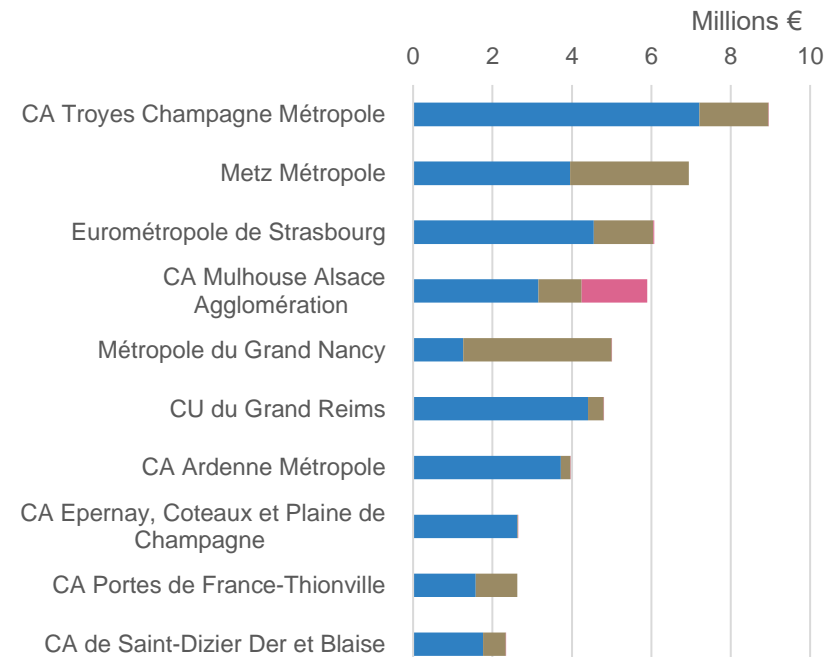 Millions €
0 2 4 6 8 10
CA Troyes Champagne Métropole
Metz Métropole
Eurométropole de Strasbourg
CA Mulhouse Alsace
Agglomération
Métropole du Grand Nancy
CU du Grand Reims
CA Ardenne Métropole
CA Epernay, Coteaux et Plaine de
Champagne
CA Portes de France-Thionville
CA de Saint-Dizier Der et Blaise